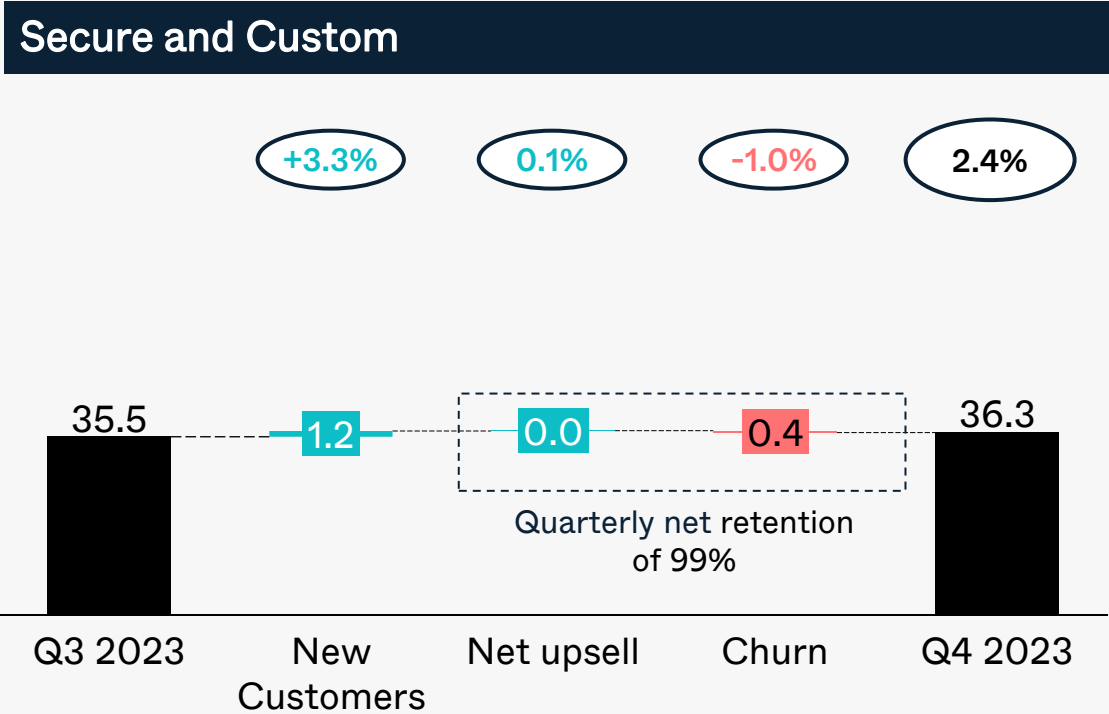 Secure and Custom
+3.3%
0.1%
-1.0%
2.4%
35.5
1.2
0.0
0.4
36.3
Quarterly net retention
of 99%
Q3 2023
New
Customers
Net upsell
Churn
Q4 2023